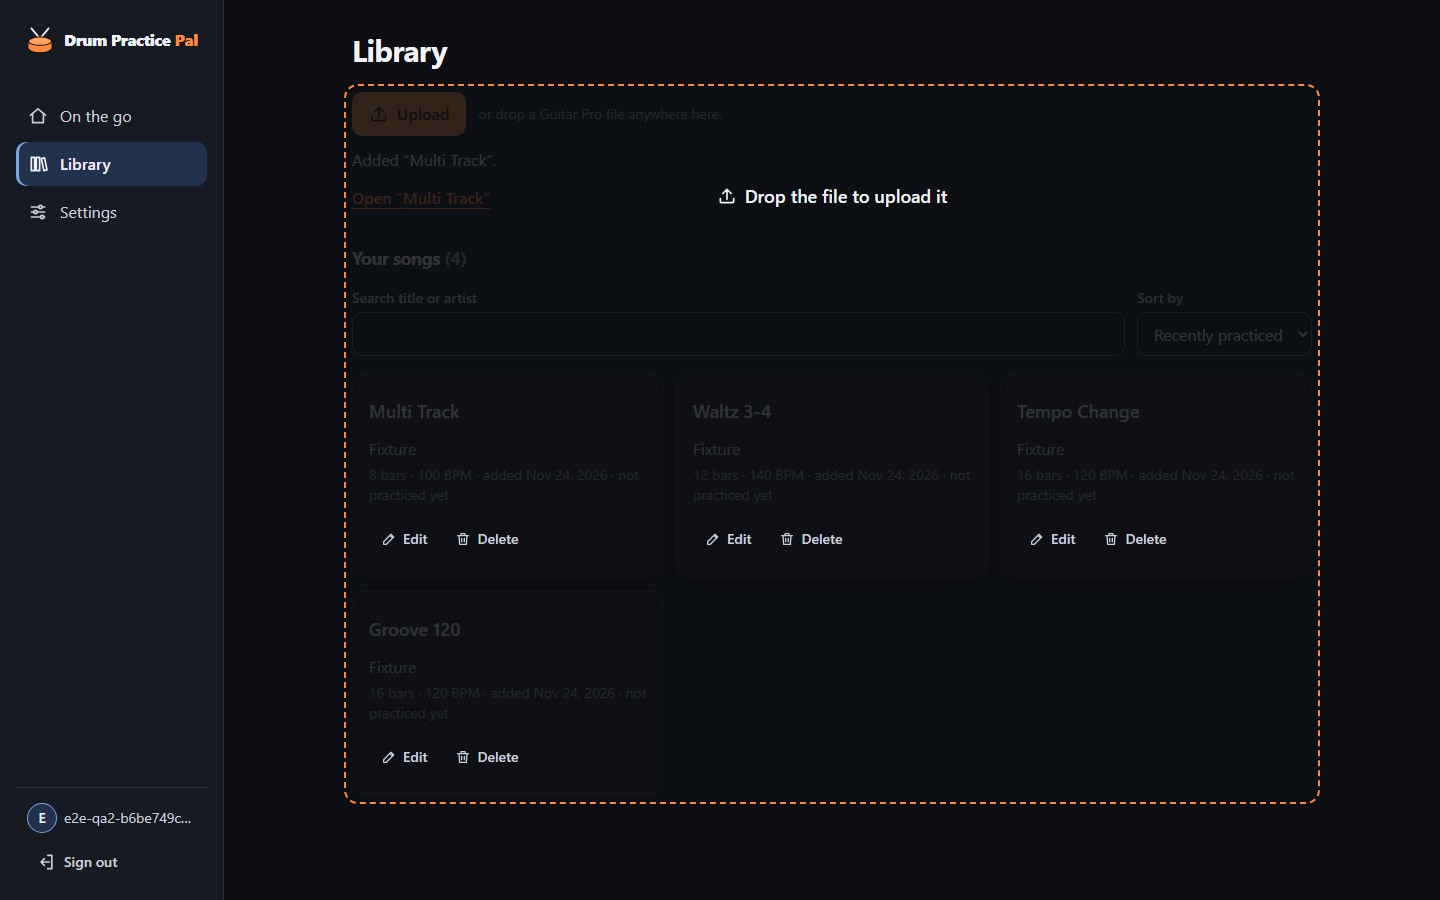 Drum Practice Pal
On the go
Library
Settings
e2e-qa2-b6be749c...
E
Sign out
Library
Upload
or drop a Guitar Pro file anywhere here.
Added “Multi Track”.
Open “Multi Track”
Drop the file to upload it
Your songs (4)
Search title or artist
Sort by
Recently practiced
Multi Track
Fixture
8 bars · 100 BPM · added Nov 24, 2026 · not
practiced yet
Edit
Delete
Waltz 3-4
Fixture
12 bars · 140 BPM · added Nov 24, 2026 · not
practiced yet
Edit
Delete
Tempo Change
Fixture
16 bars · 120 BPM · added Nov 24, 2026 · not
practiced yet
Edit
Delete
Groove 120
Fixture
16 bars · 120 BPM · added Nov 24, 2026 · not
practiced yet
Edit
Delete